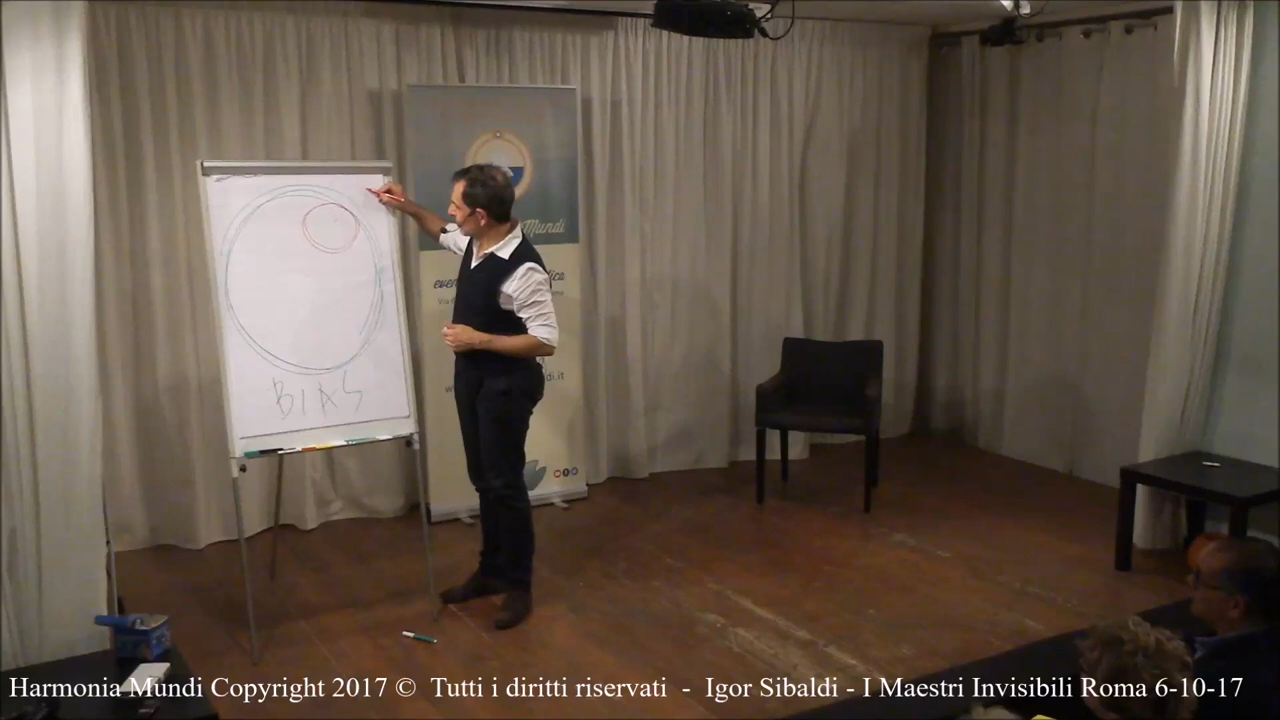 Mundi
BIAS
Harmonia Mundi Copyright 2017 © Tutti i diritti riservati - Igor Sibaldi - I Maestri Invisibili Roma 6-10-17